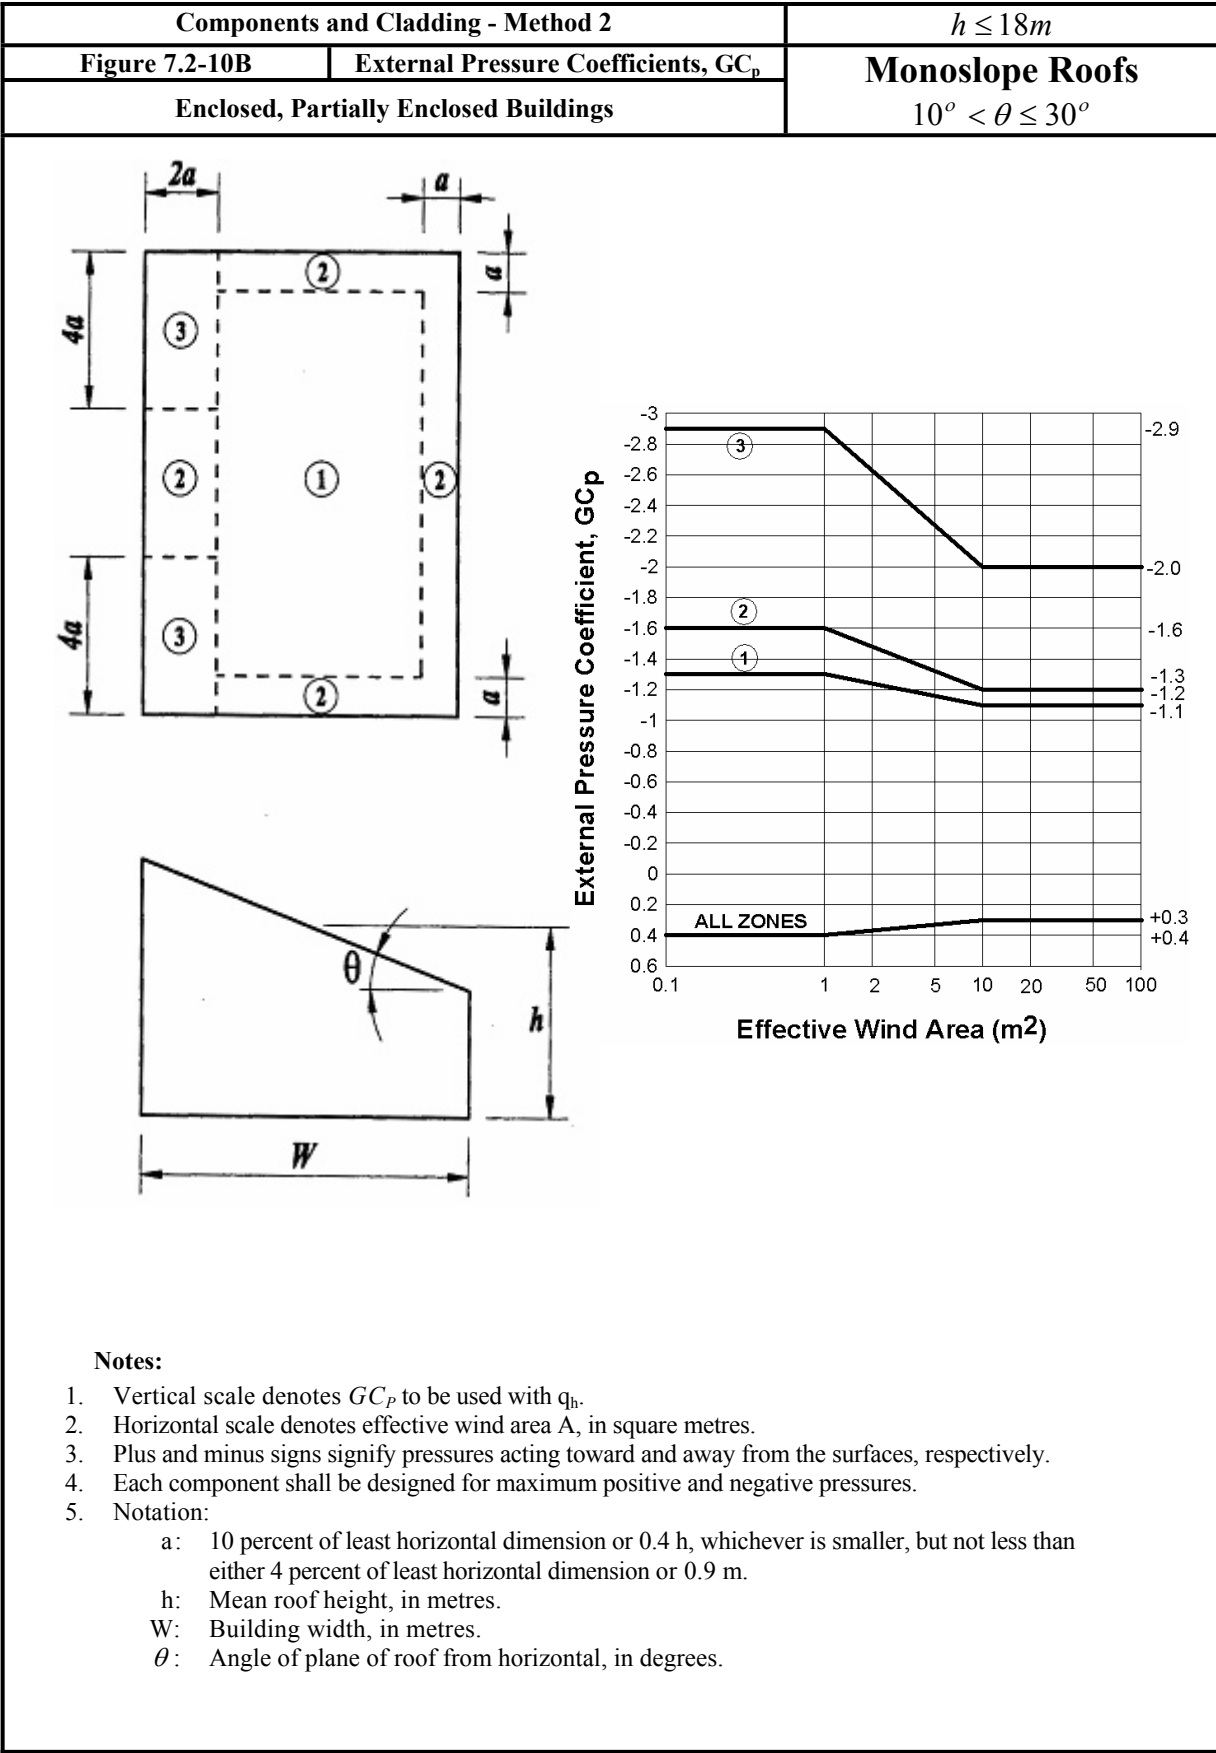 Components and Cladding - Method 2
h ≤ 18m
Figure 7.2-10B
External Pressure Coefficients, GCp
Monoslope Roofs
Enclosed, Partially Enclosed Buildings
10° < θ ≤ 30°
2a
a
2
a
4a
3
2
1
2
4a
3
2
a
θ
h
W
External Pressure Coefficient, GCp
-3
-2.8
-2.6
-2.4
-2.2
-2
-1.8
-1.6
-1.4
-1.2
-1
-0.8
-0.6
-0.4
-0.2
0
0.2
0.4
0.6
3
2
1
ALL ZONES
-2.9
-2.0
-1.6
-1.3
-1.2
-1.1
+0.3
+0.4
0.1 1 2 5 10 20 50 100
Effective Wind Area (m2)
Notes:
1. Vertical scale denotes GCP to be used with qh.
2. Horizontal scale denotes effective wind area A, in square metres.
3. Plus and minus signs signify pressures acting toward and away from the surfaces, respectively.
4. Each component shall be designed for maximum positive and negative pressures.
5. Notation:
a: 10 percent of least horizontal dimension or 0.4 h, whichever is smaller, but not less than
either 4 percent of least horizontal dimension or 0.9 m.
h: Mean roof height, in metres.
W: Building width, in metres.
θ : Angle of plane of roof from horizontal, in degrees.